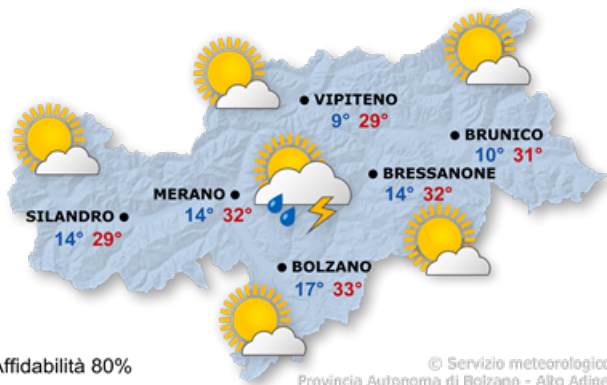 VIPITENO
9° 29°
BRUNICO
10° 31°
BRESSANONE
14° 32°
MERANO
14° 32°
SILANDRO
14° 29°
BOLZANO
17° 33°
Affidabilità 80%
© Servizio meteorologico
Provincia Autonoma di Bolzano - Alto Adige